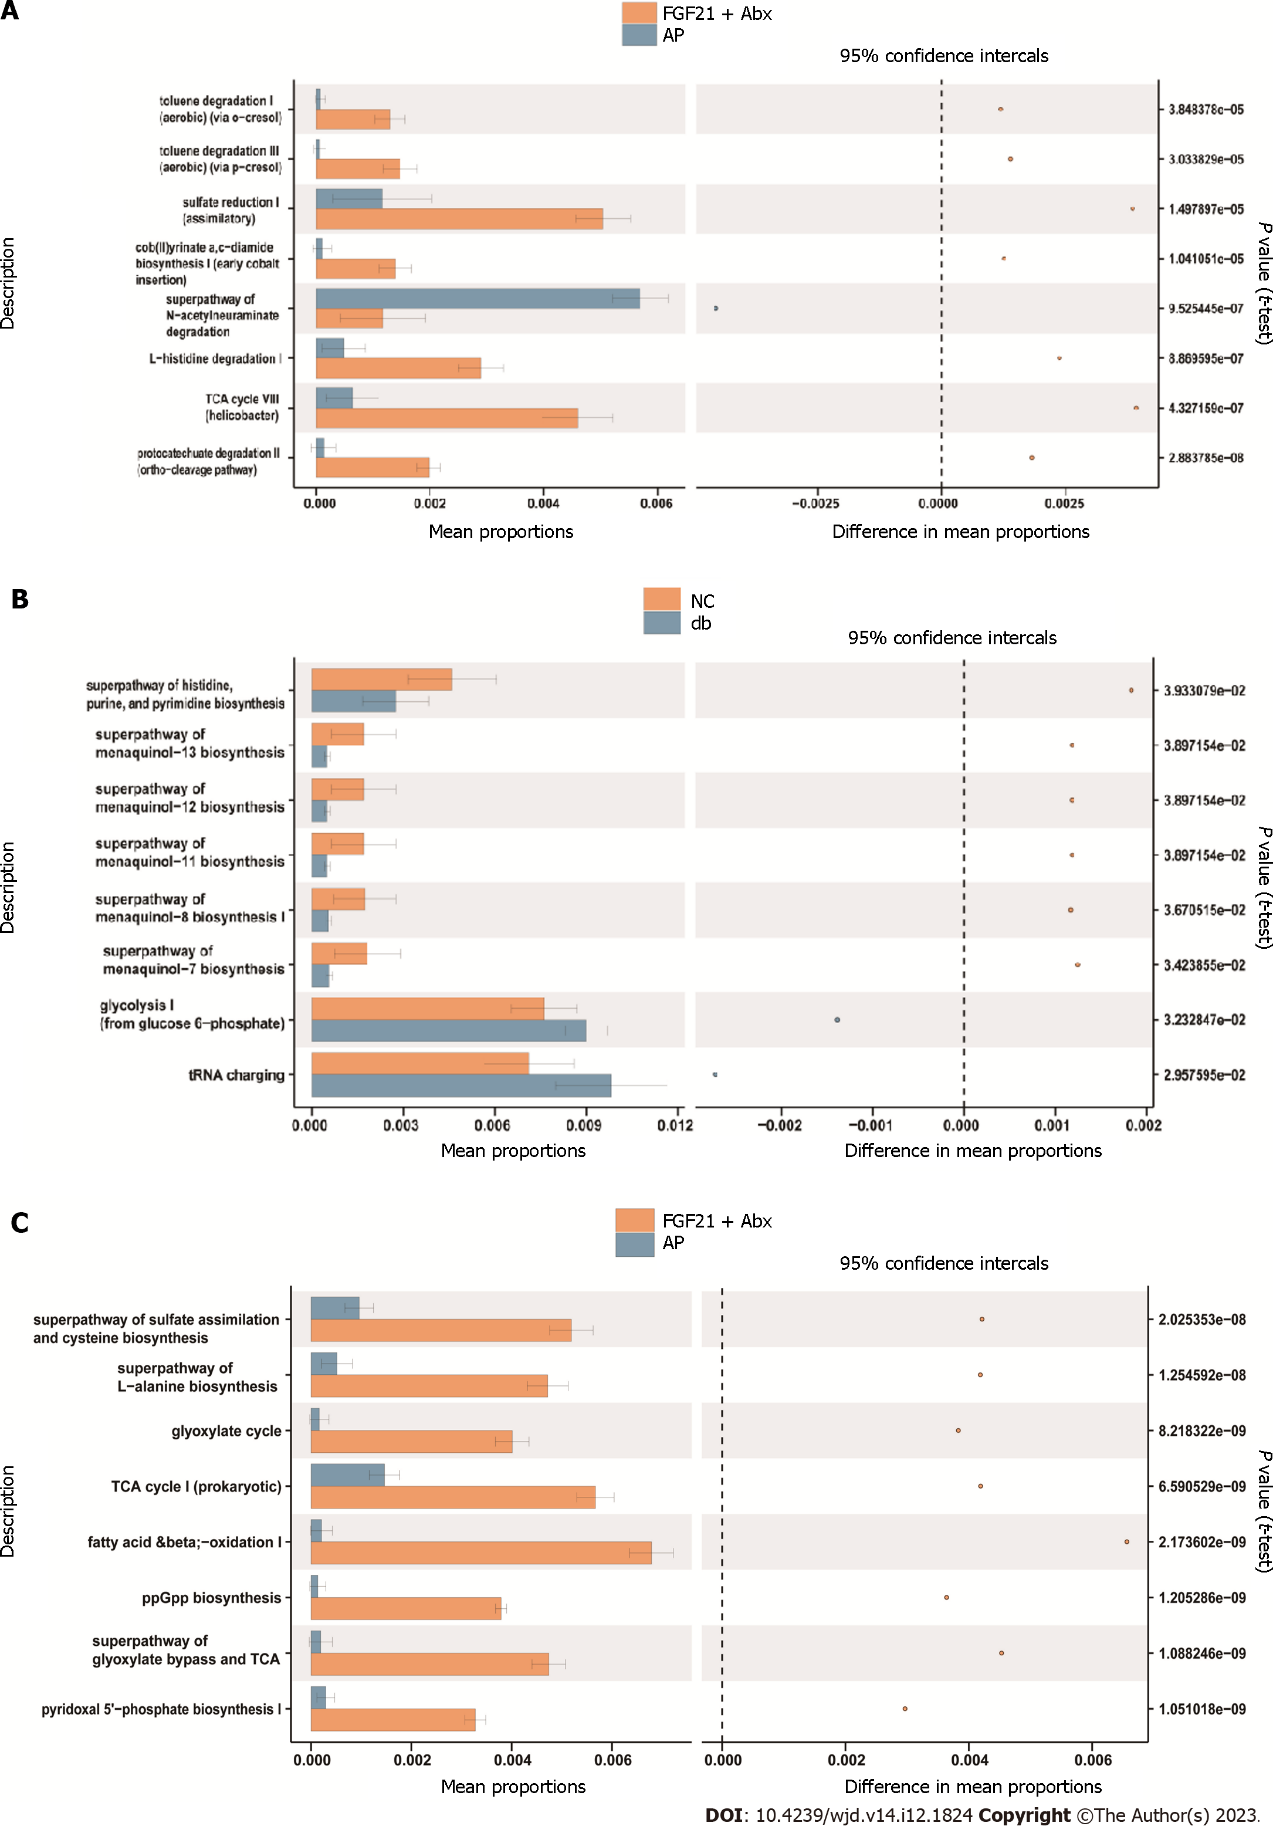 A
FGF21 + Abx
AP
95% confidence intercals
Description
toluene degradation I
(aerobic) (via o−cresol)
3.848378e−05
toluene degradation III
(aerobic) (via p−cresol)
3.033829e−05
sulfate reduction I
(assimilatory)
1.497897e−05
cob(II)yrinate a,c−diamide
biosynthesis I (early cobalt
insertion)
1.041051e−05
superpathway of
N−acetylneuraminate
degradation
9.525445e−07
L−histidine degradation I
3.869595e−07
TCA cycle VIII
(helicobacter)
4.327159e−07
protocatechuate degradation II
(ortho−cleavage pathway)
2.883785e−08
P value (t-test)
0.000 0.002 0.004 0.006
−0.0025 0.0000 0.0025
Mean proportions
Difference in mean proportions
B
NC
db
95% confidence intercals
Description
superpathway of histidine,
purine, and pyrimidine biosynthesis
3.933079e−02
superpathway of
menaquinol−13 biosynthesis
3.897154e−02
superpathway of
menaquinol−12 biosynthesis
3.897154e−02
superpathway of
menaquinol−11 biosynthesis
3.897154e−02
superpathway of
menaquinol−8 biosynthesis I
3.670515e−02
superpathway of
menaquinol−7 biosynthesis
3.423855e−02
glycolysis I
(from glucose 6−phosphate)
3.232847e−02
tRNA charging
2.957595e−02
P value (t-test)
0.000 0.003 0.006 0.009 0.012
−0.002 −0.001 0.000 0.001 0.002
Mean proportions
Difference in mean proportions
C
FGF21 + Abx
AP
95% confidence intercals
Description
superpathway of sulfate assimilation
and cysteine biosynthesis
2.025353e−08
superpathway of
L−alanine biosynthesis
1.254592e−08
glyoxylate cycle
8.218322e−09
TCA cycle I (prokaryotic)
6.590529e−09
fatty acid &beta;−oxidation I
2.173602e−09
ppGpp biosynthesis
1.205286e−09
superpathway of
glyoxylate bypass and TCA
1.088246e−09
pyridoxal 5'−phosphate biosynthesis I
1.051018e−09
P value (t-test)
0.000 0.002 0.004 0.006
0.000 0.002 0.004 0.006
Mean proportions
Difference in mean proportions
DOI: 10.4239/wjd.v14.i12.1824 Copyright ©The Author(s) 2023.